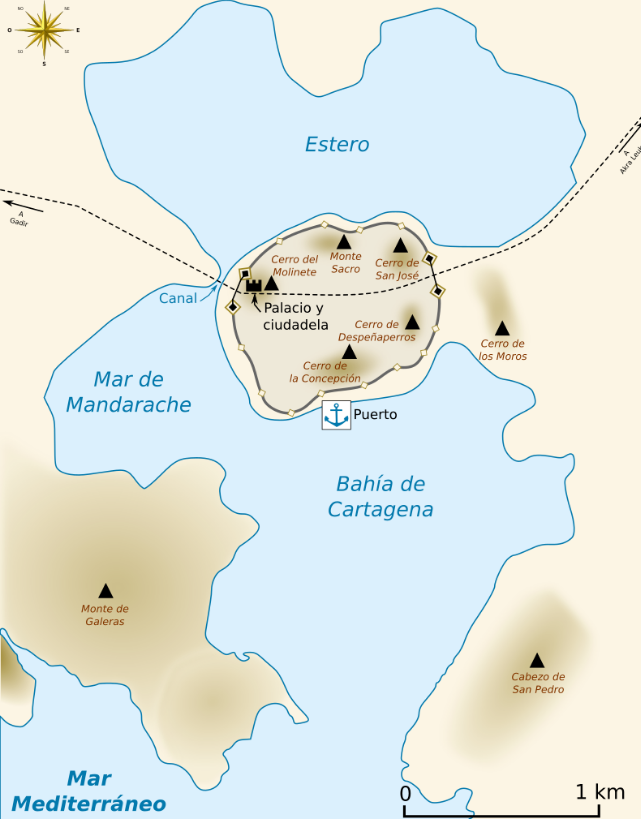 NO
NE
O
E
SO
SE
S
Estero
A
Akra Leuke
A
Gadir
Cerro del
Molinete
Monte
Sacro
Cerro de
San José
Canal
Palacio y
ciudadela
Cerro de
Despeñaperros
Cerro de
los Moros
Cerro de
la Concepción
Mar de
Mandarache
Puerto
Bahía de
Cartagena
Monte de
Galeras
Cabezo de
San Pedro
Mar
Mediterráneo
0
1 km